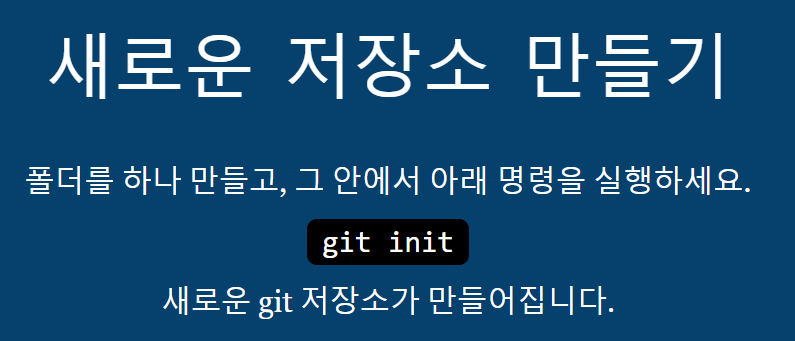 새로운 저장소 만들기
폴더를 하나 만들고, 그 안에서 아래 명령을 실행하세요.
git init
새로운 git 저장소가 만들어집니다.